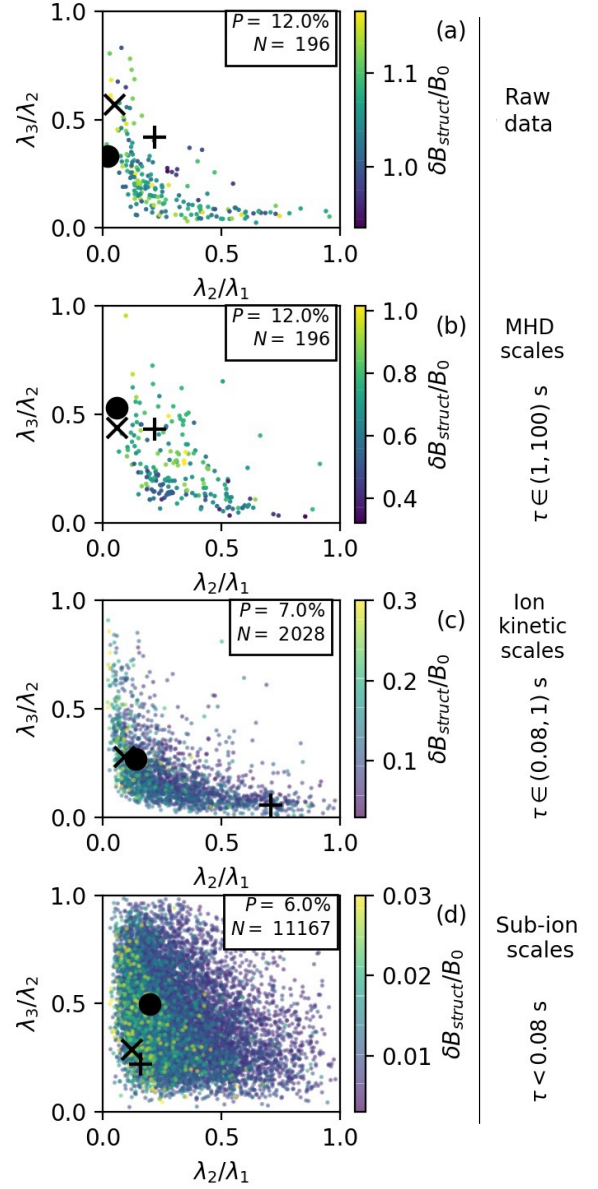 1.0
0.5
0.0
λ₃/λ₂
P = 12.0%
N = 196
0.0
0.5
1.0
λ₂/λ₁
1.1
1.0
δB_struct/B₀
(a)
Raw
data
1.0
0.5
0.0
λ₃/λ₂
P = 12.0%
N = 196
0.0
0.5
1.0
λ₂/λ₁
1.0
0.8
0.6
0.4
δB_struct/B₀
(b)
MHD
scales
τ ∈ (1, 100) s
1.0
0.5
0.0
λ₃/λ₂
P = 7.0%
N = 2028
0.0
0.5
1.0
λ₂/λ₁
0.3
0.2
0.1
δB_struct/B₀
(c)
Ion
kinetic
scales
τ ∈ (0.08, 1) s
1.0
0.5
0.0
λ₃/λ₂
P = 6.0%
N = 11167
0.0
0.5
1.0
λ₂/λ₁
0.03
0.02
0.01
δB_struct/B₀
(d)
Sub-ion
scales
τ < 0.08 s